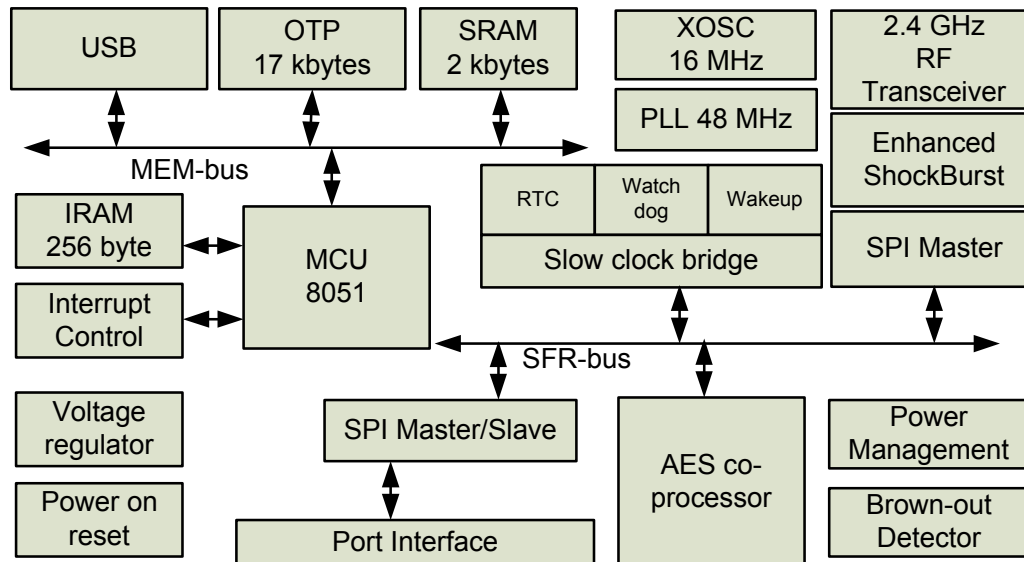 USB
OTP
17 kbytes
SRAM
2 kbytes
XOSC
16 MHz
PLL 48 MHz
2.4 GHz
RF
Transceiver
Enhanced
ShockBurst
SPI Master
MEM-bus
IRAM
256 byte
Interrupt
Control
MCU
8051
RTC
Watch
dog
Wakeup
Slow clock bridge
SFR-bus
Voltage
regulator
Power on
reset
SPI Master/Slave
Port Interface
AES co-
processor
Power
Management
Brown-out
Detector